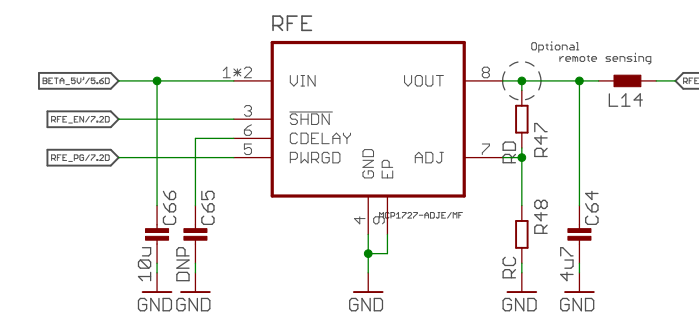 RFE
Optional
remote sensing
BETA_5V/5.6D
1*2
VIN
VOUT
8
RFE
L14
RFE_EN/7.2D
3
SHDN
6
CDELAY
RFE_PG/7.2D
5
PWRGD
GND
EP
ADJ
7
RD
R47
4
9
MCP1727-ADJE/MF
C66
10u
C65
DNP
RC
R48
C64
4u7
GND
GND
GND
GND
GND